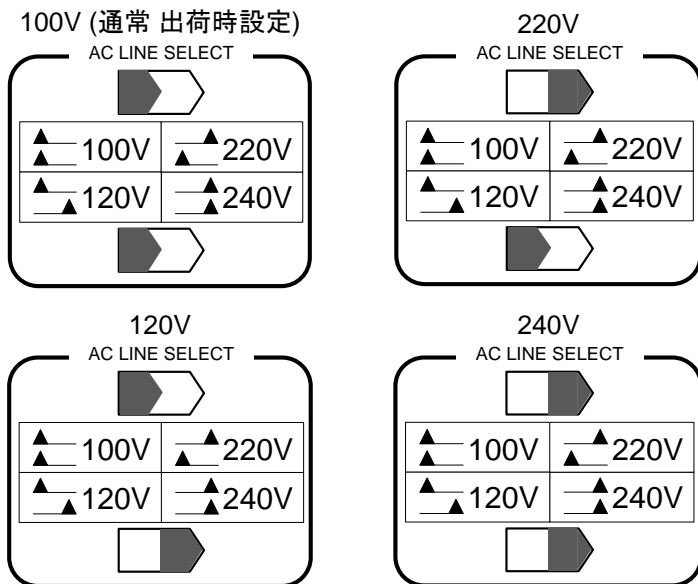 100V (通常 出荷時設定)
AC LINE SELECT
100V 220V
120V 240V
220V
AC LINE SELECT
100V 220V
120V 240V
120V
AC LINE SELECT
100V 220V
120V 240V
240V
AC LINE SELECT
100V 220V
120V 240V